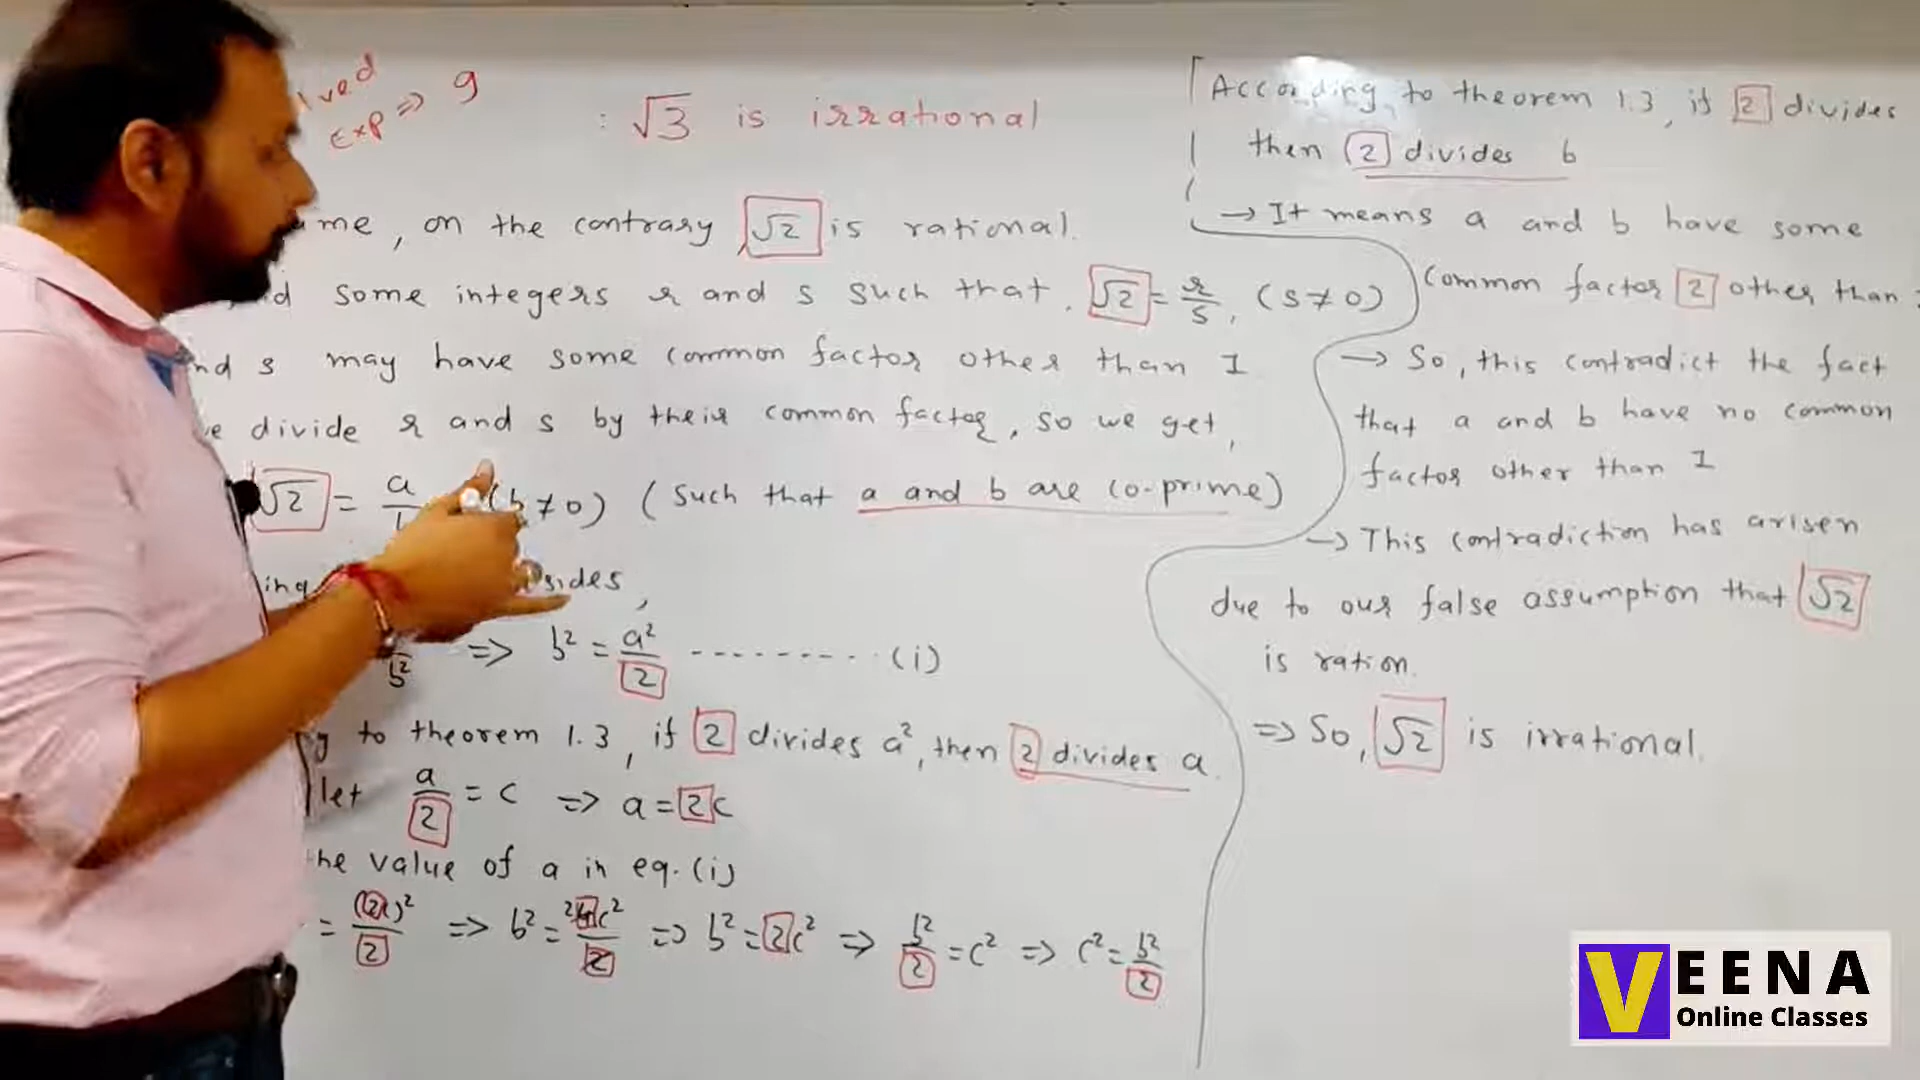 Exp ⇒ 9
: √3 is irrational
, on the contrary, √2 is rational.
some integers r and s such that, √2 = r/s, (s ≠ 0)
s may have some common factor other than 1
divide r and s by their common factor, so we get,
√2 = a (b ≠ 0) (such that a and b are co-prime)
sides,
b² ⇒ b² = a²/2 --------- (i)
to theorem 1.3, if 2 divides a², then 2 divides a.
let a/2 = c ⇒ a = 2c
value of a in eq. (i)
= (2c)²/2 ⇒ b² = 4c²/2 ⇒ b² = 2c² ⇒ b²/2 = c² ⇒ c² = b²/2
According to theorem 1.3, if 2 divides
then 2 divides b
→ It means a and b have some
common factor 2 other than
→ So, this contradict the fact
that a and b have no common
factor other than 1
→ This contradiction has arisen
due to our false assumption that √2
is ration.
⇒ So, √2 is irrational.
VEENA
Online Classes